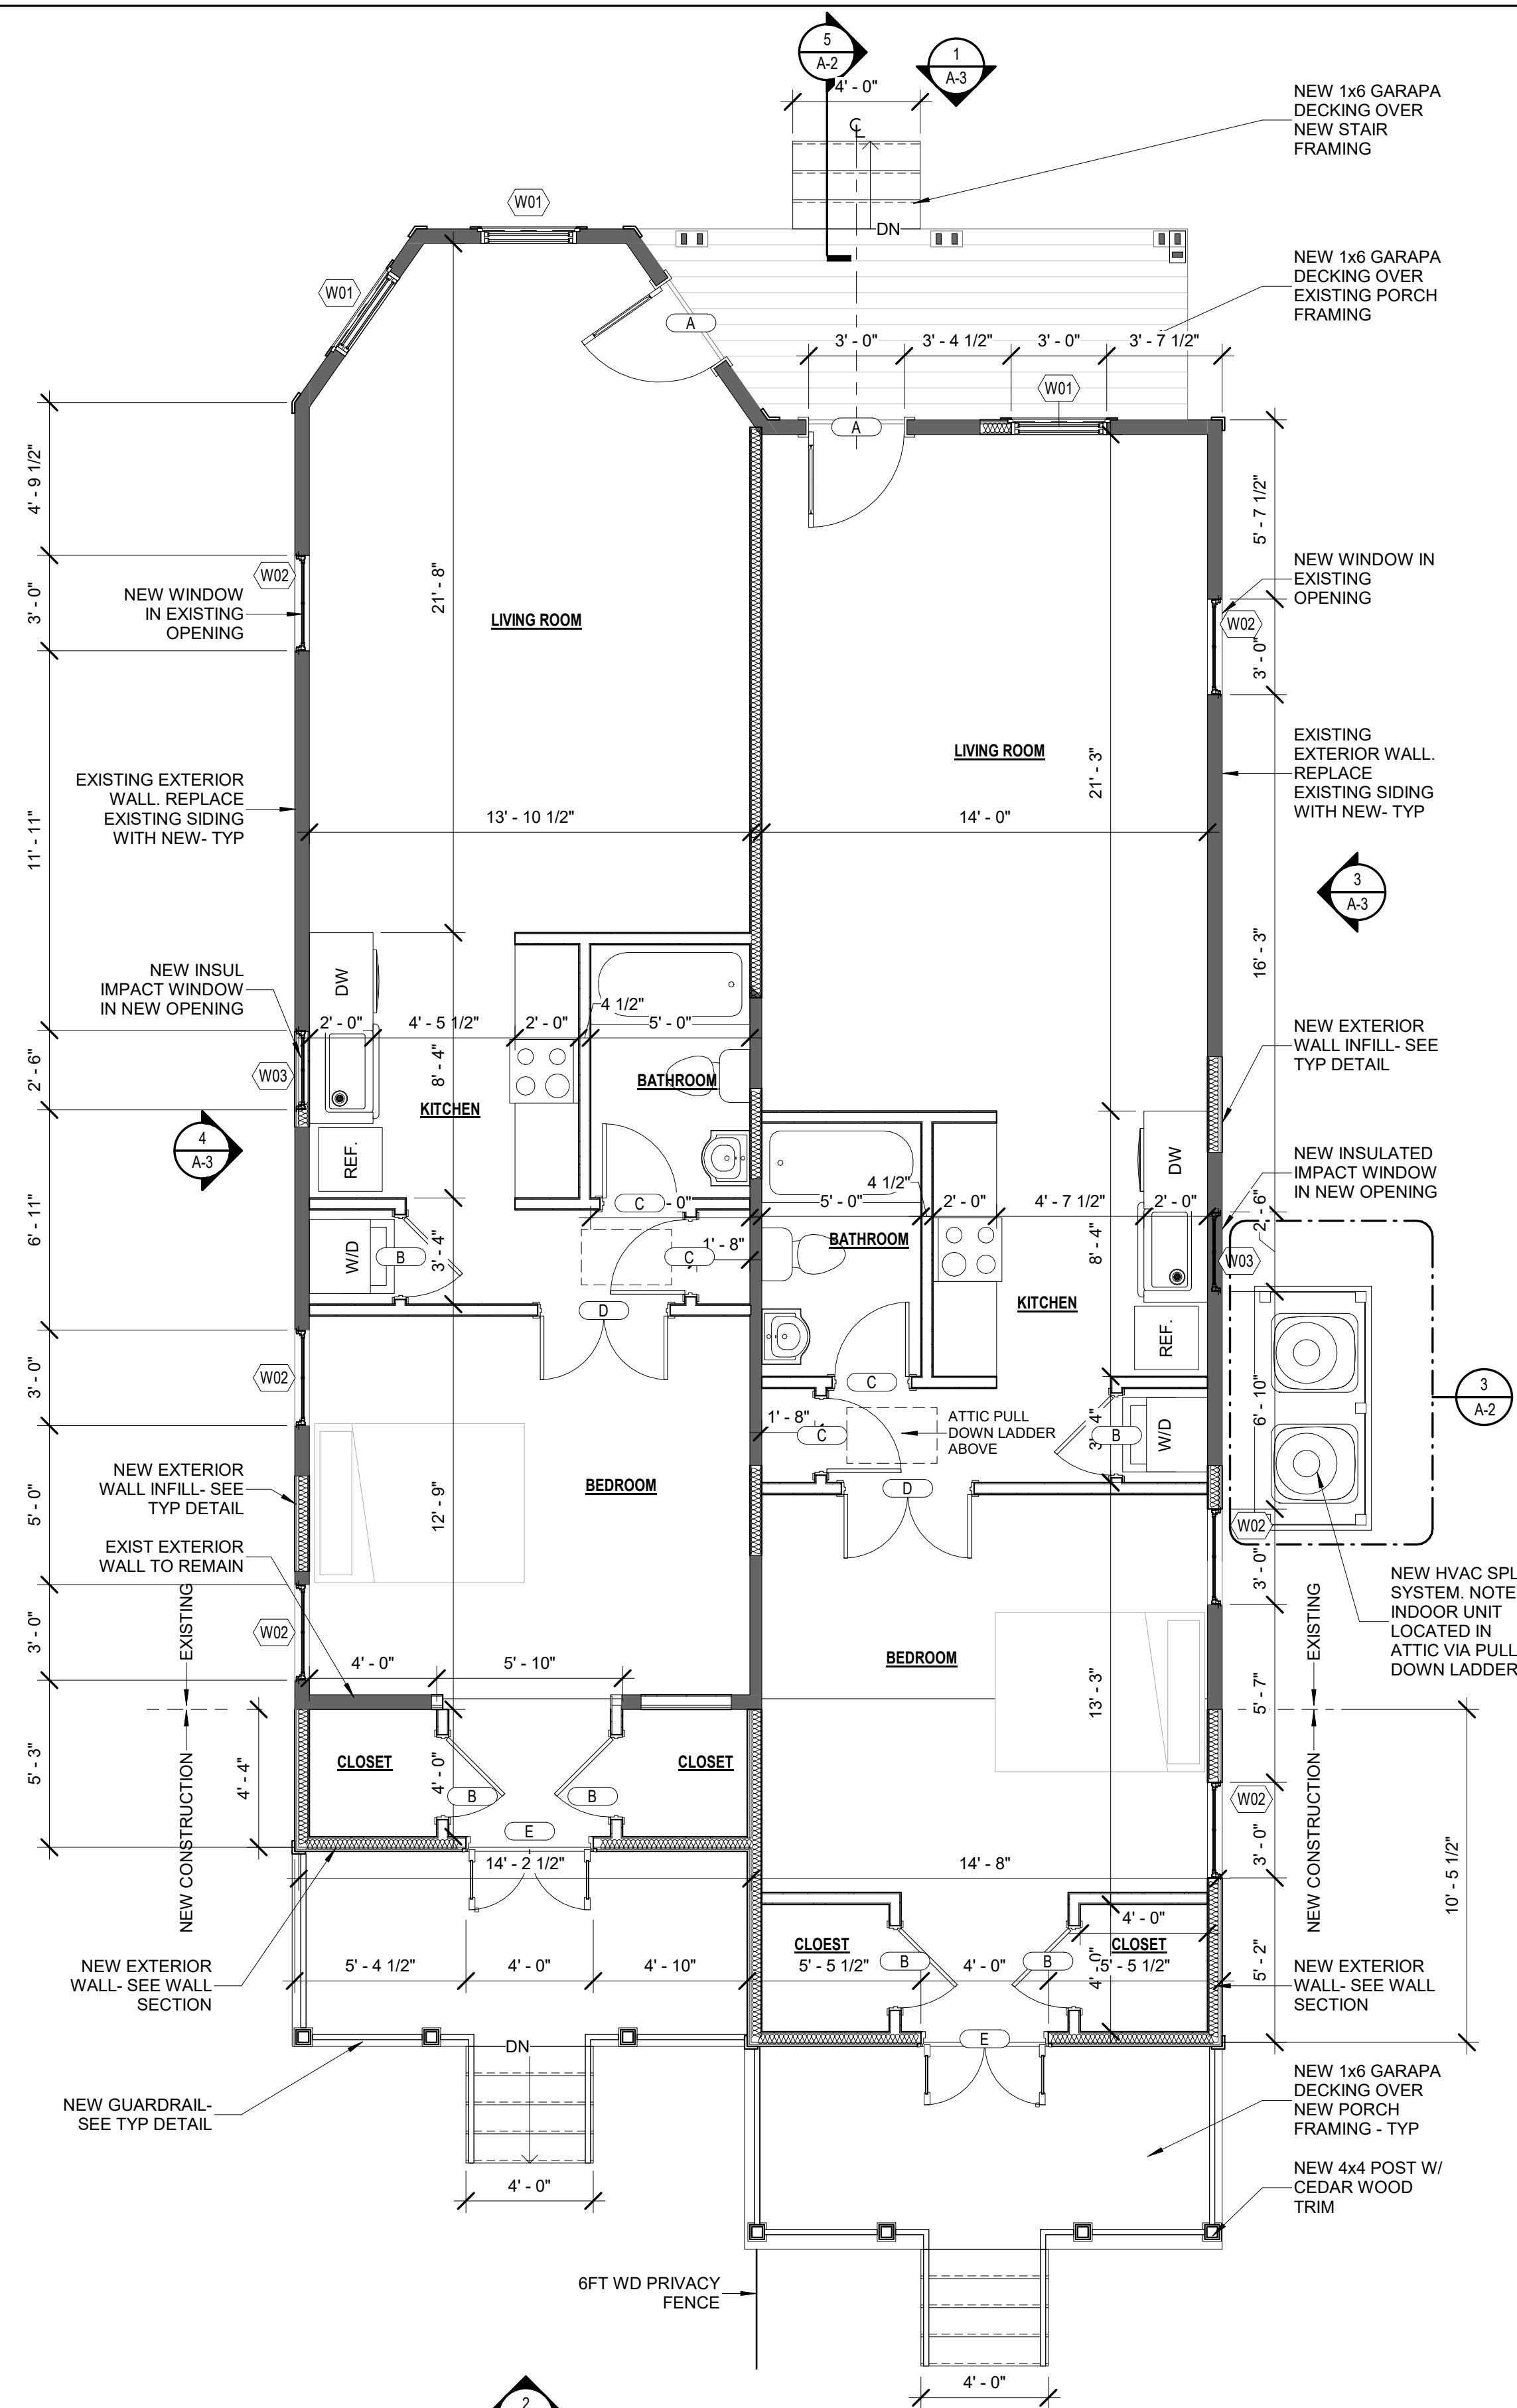 5
A-2
1
A-3
4' - 0"
NEW 1x6 GARAPA
DECKING OVER
NEW STAIR
FRAMING
W01
DN
NEW 1x6 GARAPA
DECKING OVER
EXISTING PORCH
FRAMING
W01
A
3' - 0"
3' - 4 1/2"
3' - 0"
3' - 7 1/2"
W01
A
4' - 9 1/2"
5' - 7 1/2"
NEW WINDOW IN
EXISTING
OPENING
W02
NEW WINDOW
IN EXISTING
OPENING
3' - 0"
21' - 8"
LIVING ROOM
W02
3' - 0"
LIVING ROOM
21' - 3"
EXISTING
EXTERIOR WALL.
REPLACE
EXISTING SIDING
WITH NEW- TYP
EXISTING EXTERIOR
WALL. REPLACE
EXISTING SIDING
WITH NEW- TYP
11' - 11"
13' - 10 1/2"
14' - 0"
3
A-3
16' - 3"
NEW INSUL
IMPACT WINDOW
IN NEW OPENING
DW
2' - 0"
4' - 5 1/2"
2' - 0"
4 1/2"
5' - 0"
NEW EXTERIOR
WALL INFILL- SEE
TYP DETAIL
2' - 6"
W03
8' - 4"
BATHROOM
KITCHEN
4
A-3
REF.
DW
NEW INSULATED
IMPACT WINDOW
IN NEW OPENING
4 1/2"
5' - 0"
2' - 0"
4' - 7 1/2"
2' - 0"
2' - 6"
C
- 0"
6' - 11"
W/D
B
3' - 4"
C
1' - 8"
BATHROOM
8' - 4"
W03
D
KITCHEN
REF.
3' - 0"
W02
C
6' - 10"
3
A-2
1' - 8"
C
ATTIC PULL
DOWN LADDER
ABOVE
3' - 4"
B
W/D
NEW EXTERIOR
WALL INFILL- SEE
TYP DETAIL
5' - 0"
12' - 9"
BEDROOM
D
W02
EXIST EXTERIOR
WALL TO REMAIN
3' - 0"
NEW HVAC SPL
SYSTEM. NOTE
INDOOR UNIT
LOCATED IN
ATTIC VIA PULL
DOWN LADDER
3' - 0"
EXISTING
W02
4' - 0"
5' - 10"
BEDROOM
13' - 3"
EXISTING
5' - 7"
5' - 3"
NEW CONSTRUCTION
4' - 4"
CLOSET
4' - 0"
CLOSET
B
B
E
W02
NEW CONSTRUCTION
3' - 0"
10' - 5 1/2"
14' - 2 1/2"
14' - 8"
4' - 0"
CLOEST
B
B
CLOSET
NEW EXTERIOR
WALL- SEE WALL
SECTION
5' - 4 1/2"
4' - 0"
4' - 10"
5' - 5 1/2"
4' - 0"
4' - 0"
5' - 5 1/2"
5' - 2"
NEW EXTERIOR
WALL- SEE WALL
SECTION
DN
E
NEW GUARDRAIL-
SEE TYP DETAIL
NEW 1x6 GARAPA
DECKING OVER
NEW PORCH
FRAMING - TYP
4' - 0"
NEW 4x4 POST W/
CEDAR WOOD
TRIM
6FT WD PRIVACY
FENCE
4' - 0"
2